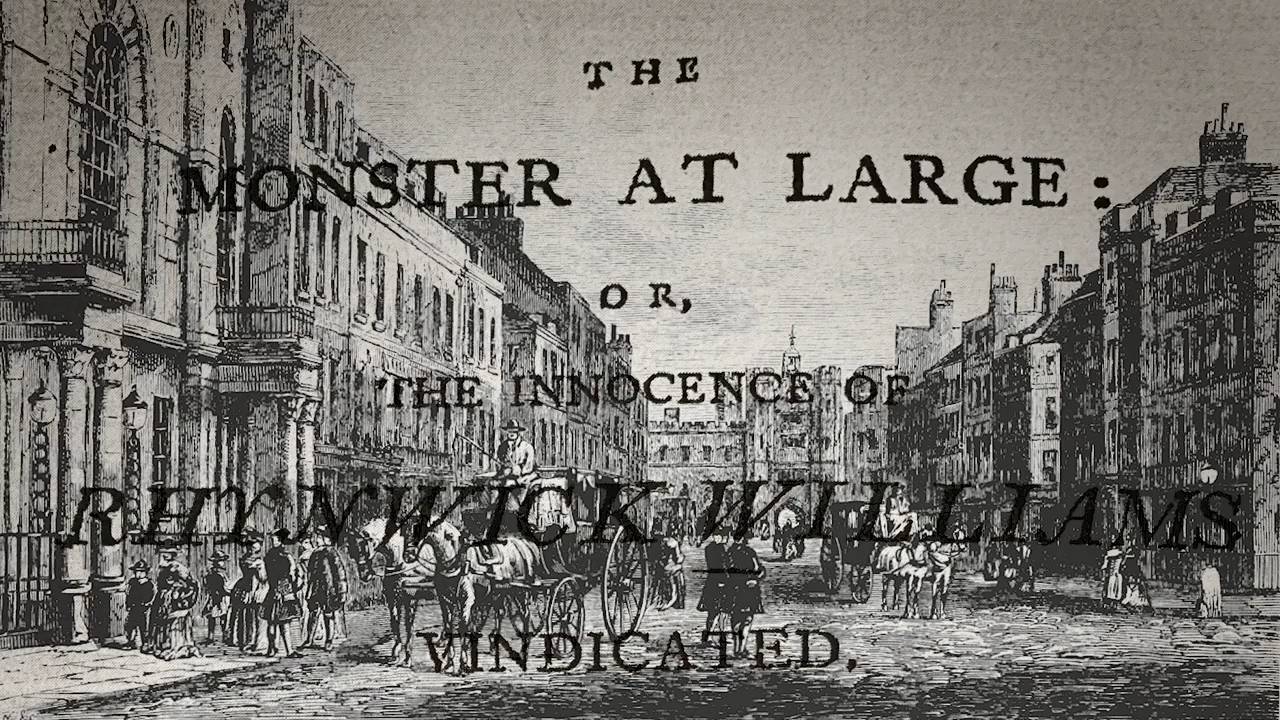 THE
MONSTER AT LARGE:
OR,
THE INNOCENCE OF
RHYNWICK WILLIAMS
VINDICATED.